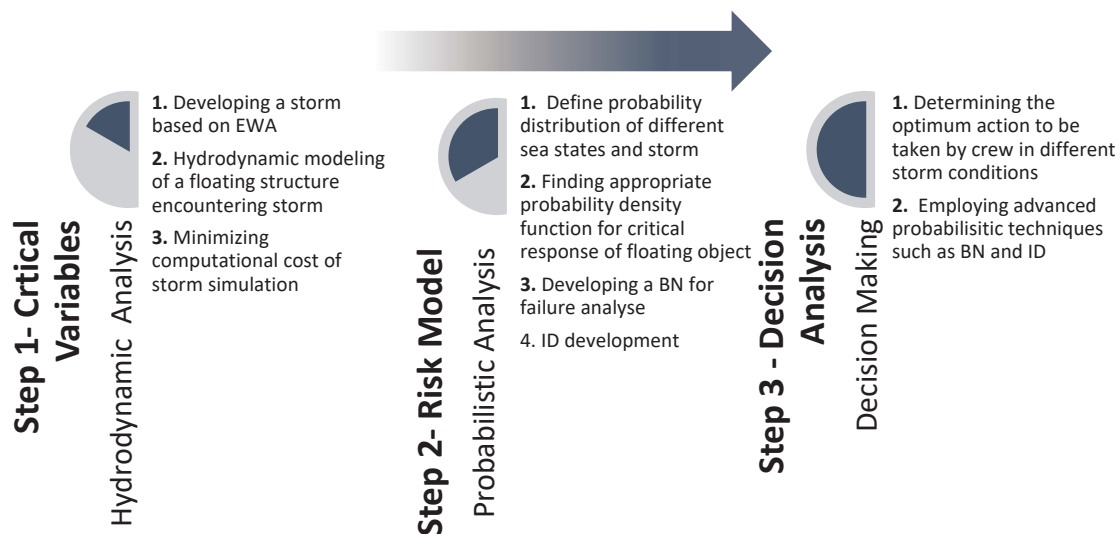 Step 1- Crtical
Variables
Hydrodynamic Analysis
1. Developing a storm
based on EWA
2. Hydrodynamic modeling
of a floating structure
encountering storm
3. Minimizing
computational cost of
storm simulation
Step 2- Risk Model
Probabilistic Analysis
1. Define probability
distribution of different
sea states and storm
2. Finding appropriate
probability density
function for critical
response of floating object
3. Developing a BN for
failure analyse
4. ID development
Step 3 - Decision
Analysis
Decision Making
1. Determining the
optimum action to be
taken by crew in different
storm conditions
2. Employing advanced
probabilisitic techniques
such as BN and ID